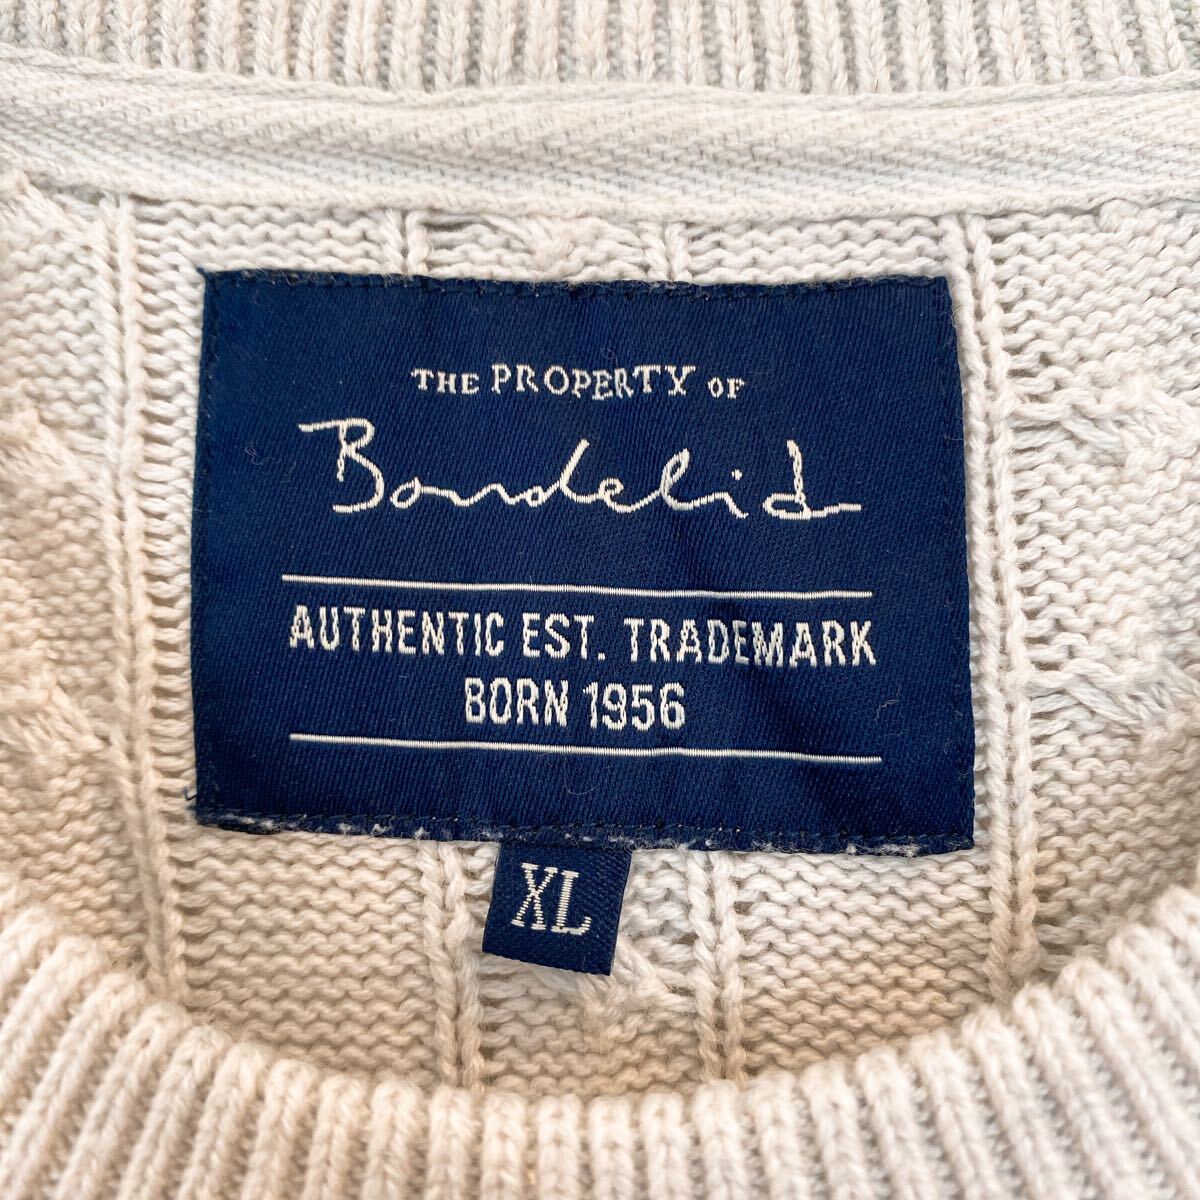 THE PROPERTY OF
Bondelid
AUTHENTIC EST. TRADEMARK
BORN 1956
XL